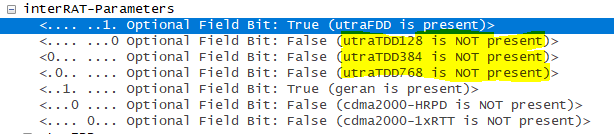 interRAT-Parameters
<.... ..1. Optional Field Bit: True (utraFDD is present)>
<.... ...0 Optional Field Bit: False (utraTDD128 is NOT present)>
<0... .... Optional Field Bit: False (utraTDD384 is NOT present)>
<.0.. .... Optional Field Bit: False (utraTDD768 is NOT present)>
<..1. .... Optional Field Bit: True (geran is present)>
<...0 .... Optional Field Bit: False (cdma2000-HRPD is NOT present)>
<.... 0... Optional Field Bit: False (cdma2000-1xRTT is NOT present)>